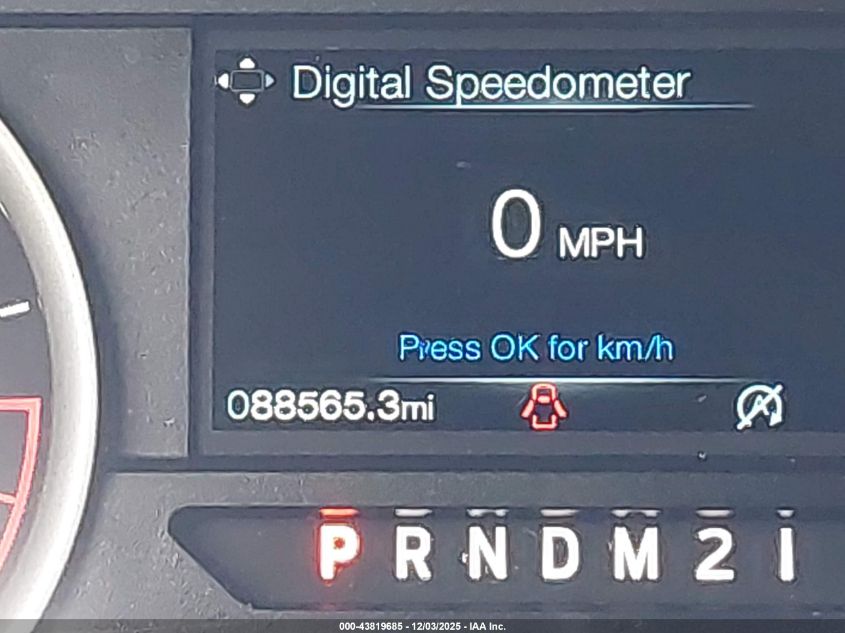 Digital Speedometer
0 MPH
Press OK for km/h
088565.3mi
P R N D M 2 1
000-43819685 - 12/03/2025 - IAA Inc.